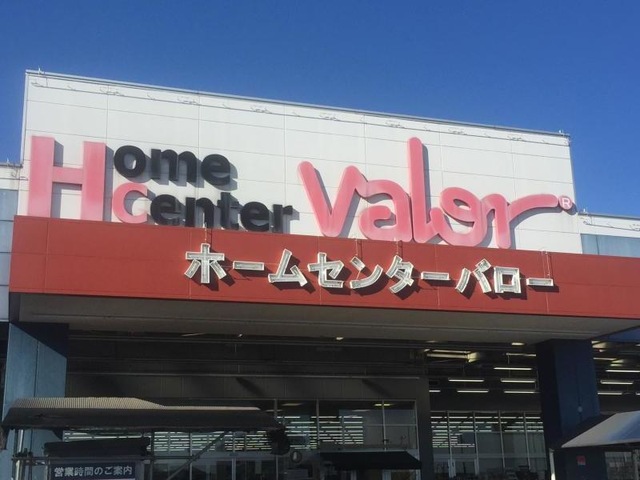 Home center Valor®
ホームセンターバロー
営業時間のご案内